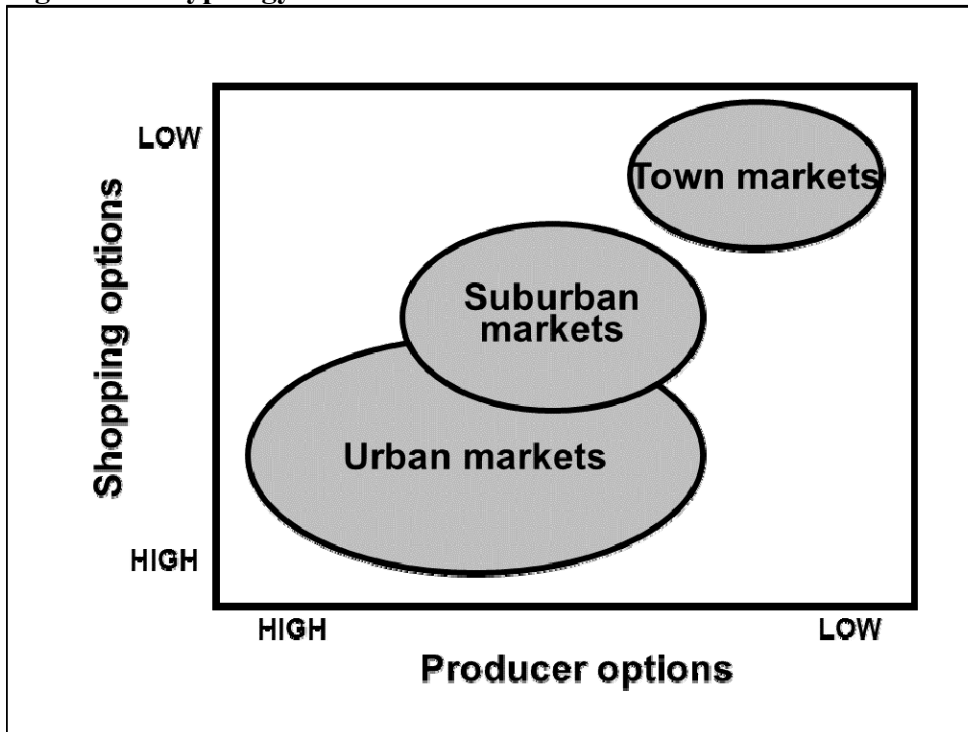 LOW
Town markets
Shopping options
Suburban
markets
Urban markets
HIGH
HIGH
LOW
Producer options